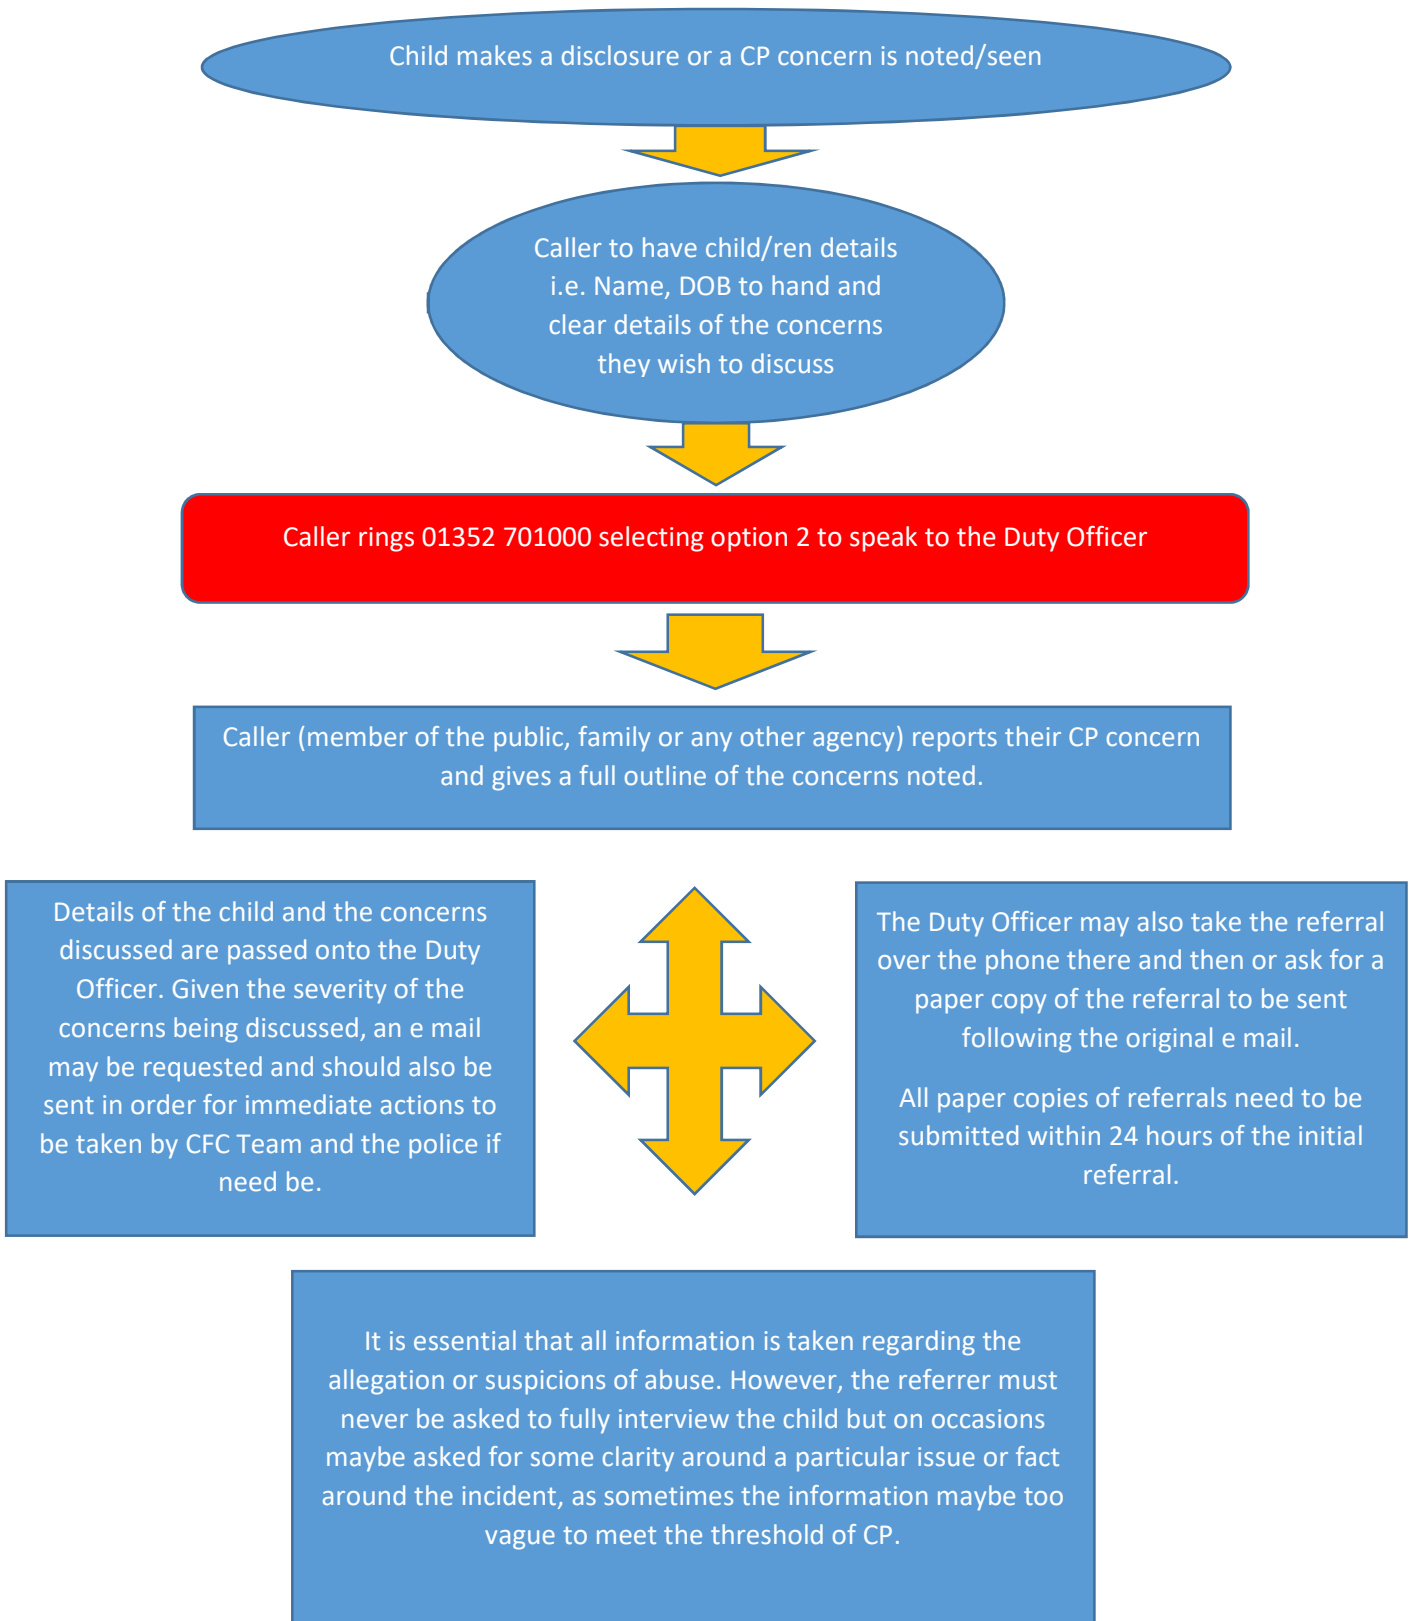 Child makes a disclosure or a CP concern is noted/seen
Caller to have child/ren details
i.e. Name, DOB to hand and
clear details of the concerns
they wish to discuss
Caller rings 01352 701000 selecting option 2 to speak to the Duty Officer
Caller (member of the public, family or any other agency) reports their CP concern
and gives a full outline of the concerns noted.
Details of the child and the concerns
discussed are passed onto the Duty
Officer. Given the severity of the
concerns being discussed, an e mail
may be requested and should also be
sent in order for immediate actions to
be taken by CFC Team and the police if
need be.
The Duty Officer may also take the referral
over the phone there and then or ask for a
paper copy of the referral to be sent
following the original e mail.
All paper copies of referrals need to be
submitted within 24 hours of the initial
referral.
It is essential that all information is taken regarding the
allegation or suspicions of abuse. However, the referrer must
never be asked to fully interview the child but on occasions
maybe asked for some clarity around a particular issue or fact
around the incident, as sometimes the information maybe too
vague to meet the threshold of CP.